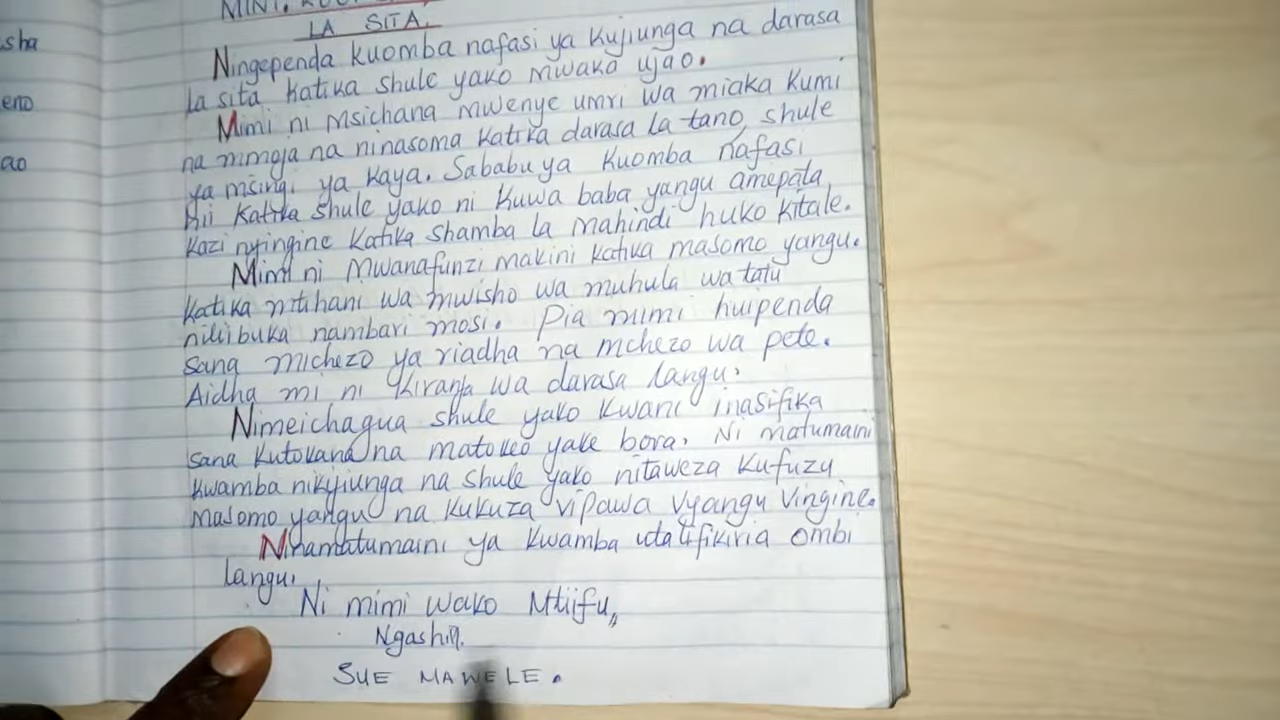 sha
eno
ao
LA SITA.
Ningependa kuomba nafasi ya kujiunga na darasa
la sita katika shule yako mwaka ujao.
Mimi ni msichana mwenye umri wa miaka kumi
na mmoja na ninasoma katika darasa la tano, shule
ya msingi ya kaya. Sababu ya kuomba nafasi
hii katika shule yako ni kuwa baba yangu amepata
kazi nyingine katika shamba la mahindi huko kitale.
Mimi ni mwanafunzi makini katika masomo yangu.
Katika mtihani wa mwisho wa muhula wa tatu
niliibuka nambari mosi. Pia mimi huipenda
sana michezo ya riadha na mchezo wa pete.
Aidha mi ni kiranja wa darasa langu.
Nimeichagua shule yako kwani inasifika
sana kutokana na matokeo yake bora. Ni matumaini
kwamba nikijiunga na shule yako nitaweza kufuzu
masomo yangu na kukuza vipawa vyangu vingine.
Ninamatumaini ya kwamba utalifikiria ombi
langu.
Ni mimi wako Mtiifu,,
SUE MAWELE.